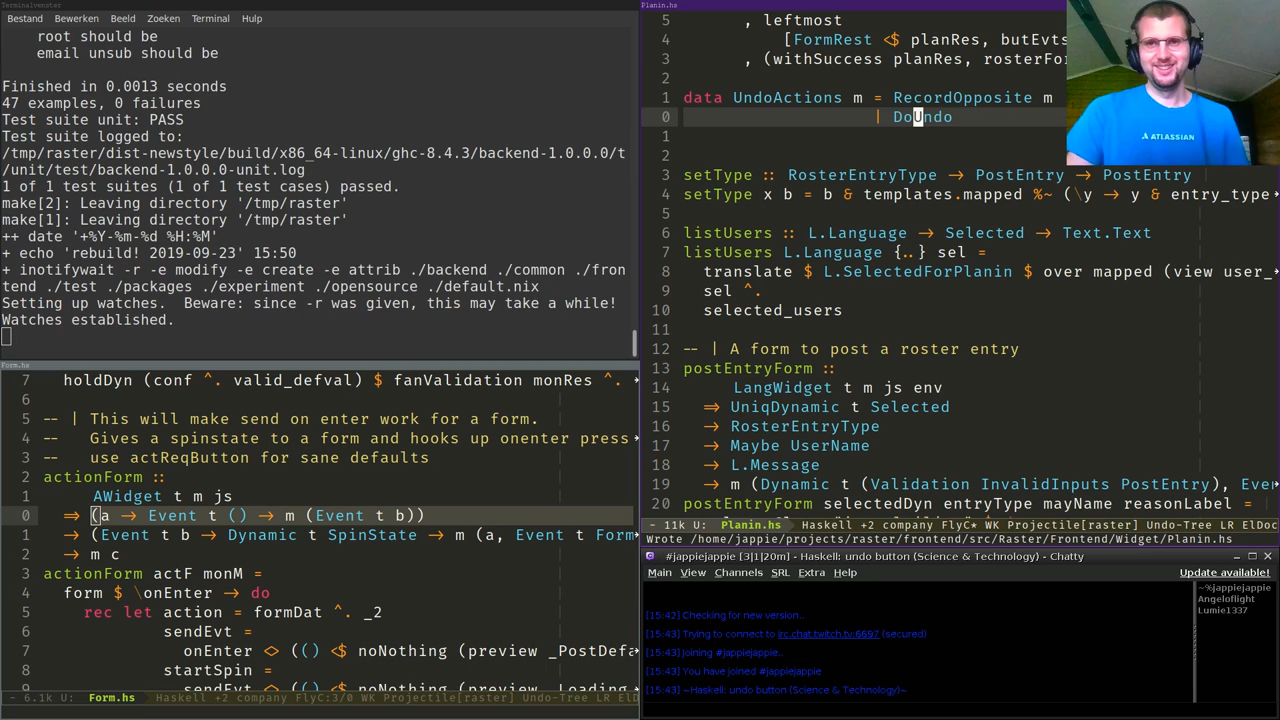 Terminalvenster
Bestand Bewerken Beeld Zoeken Terminal Hulp
root should be
email unsub should be
Finished in 0.0013 seconds
47 examples, 0 failures
Test suite unit: PASS
Test suite logged to:
/tmp/raster/dist-newstyle/build/x86_64-linux/ghc-8.4.3/backend-1.0.0.0/t
/unit/test/backend-1.0.0.0-unit.log
1 of 1 test suites (1 of 1 test cases) passed.
make[2]: Leaving directory '/tmp/raster'
make[1]: Leaving directory '/tmp/raster'
++ date '+%Y-%m-%d %H:%M'
+ echo 'rebuild! 2019-09-23' 15:50
+ inotifywait -r -e modify -e create -e attrib ./backend ./common ./fron
tend ./test ./packages ./experiment ./opensource ./default.nix
Setting up watches.  Beware: since -r was given, this may take a while!
Watches established.
Form.hs
7 holdDyn (conf ^. valid_defval) $ fanValidation monRes ^.
6
5 -- | This will make send on enter work for a form.
4 --   Gives a spinstate to a form and hooks up onenter press
3 --   use actReqButton for sane defaults
2 actionForm ::
1 AWidget t m js
0 ⇒ (a → Event t () → m (Event t b))
1 → (Event t b → Dynamic t SpinState → m (a, Event t Form
2 → m c
3 actionForm actF monM =
4 form $ \onEnter → do
5 rec let action = formDat ^. _2
6 sendEvt =
7 onEnter <> (() <$ noNothing (preview _PostDefa
8 startSpin =
9 sendEvt <> (() <$ noNothing (preview _Loading
- 6.1k U: Form.hs Haskell +2 company FlyC:3/0 WK Projectile[raster] Undo-Tree LR ElD
Planin.hs
5 , leftmost
4 [FormRest <$ planRes, butEvts
3 , (withSuccess planRes, rosterFor
2
1 data UndoActions m = RecordOpposite m
0 | DoUndo
1
2
3 setType :: RosterEntryType → PostEntry → PostEntry
4 setType x b = b & templates.mapped %~ (\y → y & entry_type
5
6 listUsers :: L.Language → Selected → Text.Text
7 listUsers L.Language {..} sel =
8 translate $ L.SelectedForPlanin $ over mapped (view user_
9 sel ^.
10 selected_users
11
12 -- | A form to post a roster entry
13 postEntryForm ::
14 LangWidget t m js env
15 ⇒ UniqDynamic t Selected
16 → RosterEntryType
17 → Maybe UserName
18 → L.Message
19 → m (Dynamic t (Validation InvalidInputs PostEntry), Even
20 postEntryForm selectedDyn entryType mayName reasonLabel =
- 11k U: Planin.hs Haskell +2 company FlyC* WK Projectile[raster] Undo-Tree LR ElDoc
Wrote /home/jappie/projects/raster/frontend/src/Raster/Frontend/Widget/Planin.hs
ATLASSIAN
#jappiejappie [3|1|20m] - Haskell: undo button (Science & Technology) - Chatty
Main View Channels SRL Extra Help Update available!
[15:42] Checking for new version..
[15:43] Trying to connect to irc.chat.twitch.tv:6697 (secured)
[15:43] Joining #jappiejappie..
[15:43] You have joined #jappiejappie
[15:43] ~Haskell: undo button (Science & Technology)~
~%jappiejappie
Angeloflight
Lumie1337